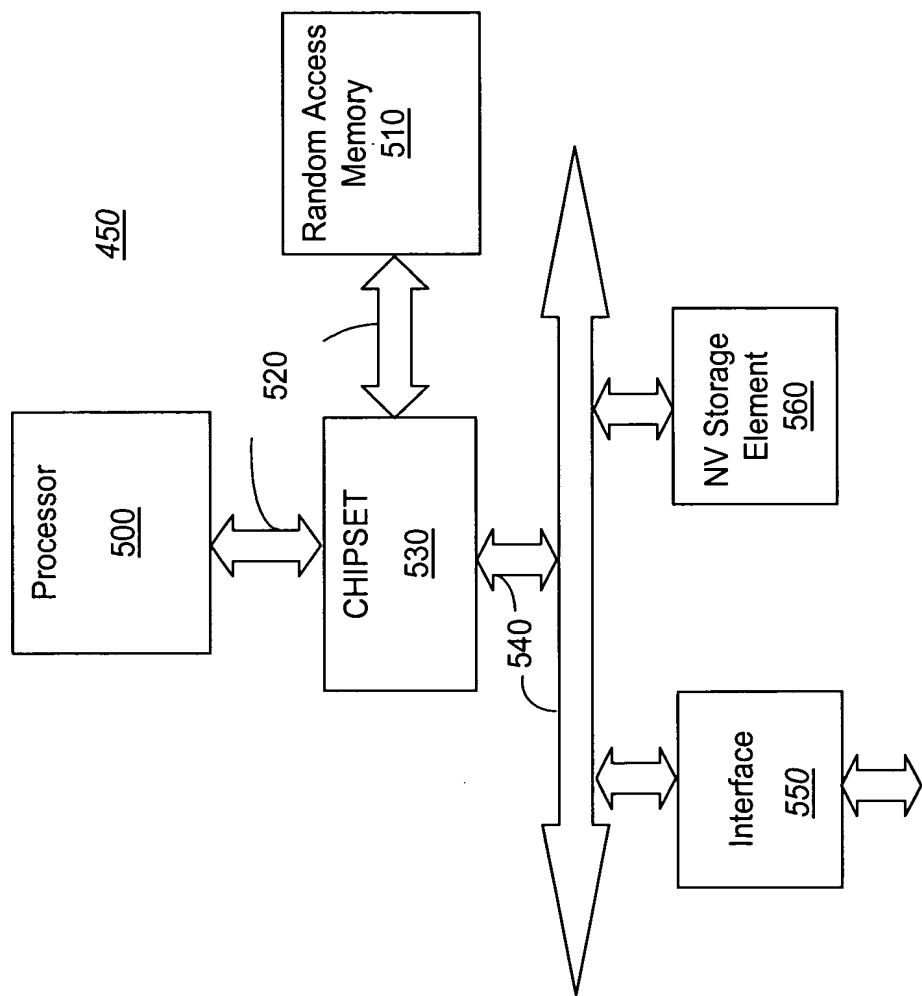 450
Processor
500
520
CHIPSET
530
Random Access
Memory
510
540
Interface
550
NV Storage
Element
560